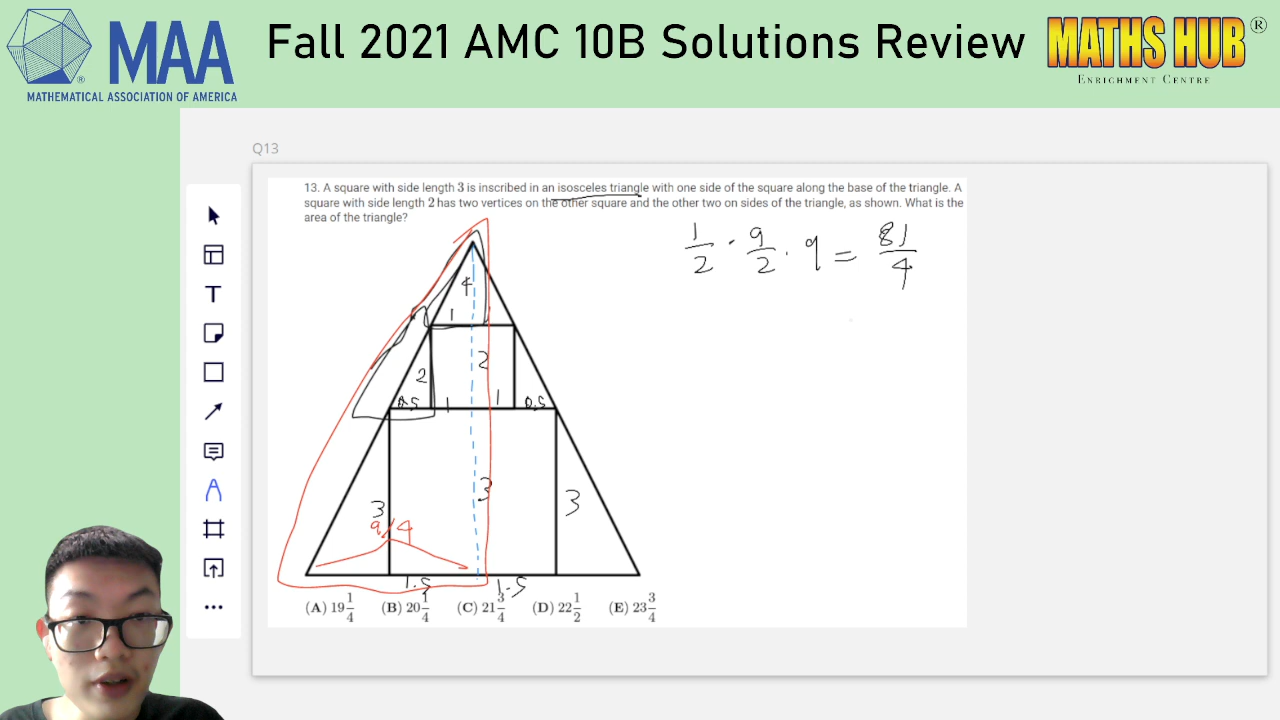 MAA
MATHEMATICAL ASSOCIATION OF AMERICA
Fall 2021 AMC 10B Solutions Review
MATHS HUB ®
ENRICHMENT CENTRE
Q13
13. A square with side length 3 is inscribed in an isosceles triangle with one side of the square along the base of the triangle. A
square with side length 2 has two vertices on the other square and the other two on sides of the triangle, as shown. What is the
area of the triangle?
1/2 · 9/2 · 9 = 81/4
4
1
2
2
0.5 1 1 0.5
3
3
3
9/4
1.5 1.5
(A) 19 1/4 (B) 20 1/4 (C) 21 3/4 (D) 22 1/2 (E) 23 3/4
T